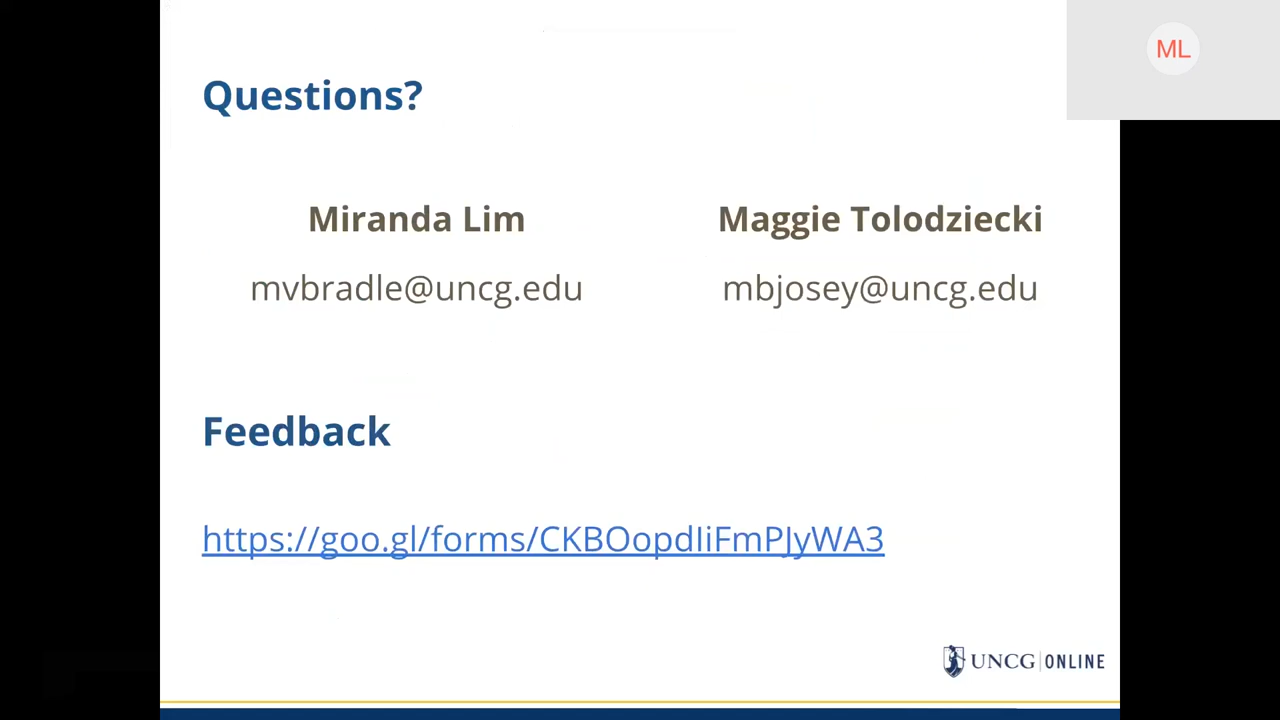 ML
Questions?
Miranda Lim
mvbradle@uncg.edu
Maggie Tolodziecki
mbjosey@uncg.edu
Feedback
https://goo.gl/forms/CKBOopdIiFmPJyWA3
UNCG | ONLINE